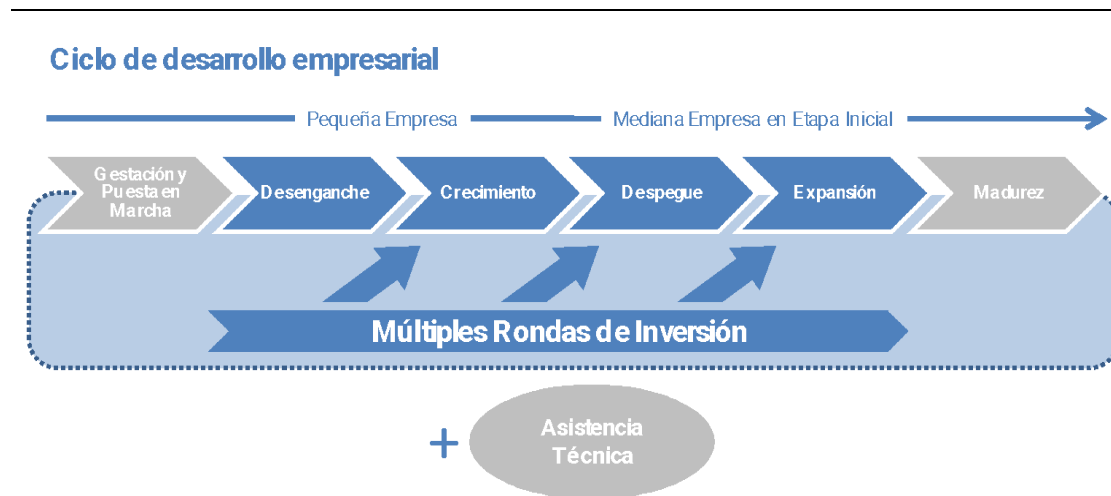 Ciclo de desarrollo empresarial
Pequeña Empresa
Mediana Empresa en Etapa Inicial
Gestación y
Puesta en
Marcha
Desenganche
Crecimiento
Despegue
Expansión
Madurez
Múltiples Rondas de Inversión
+
Asistencia
Técnica